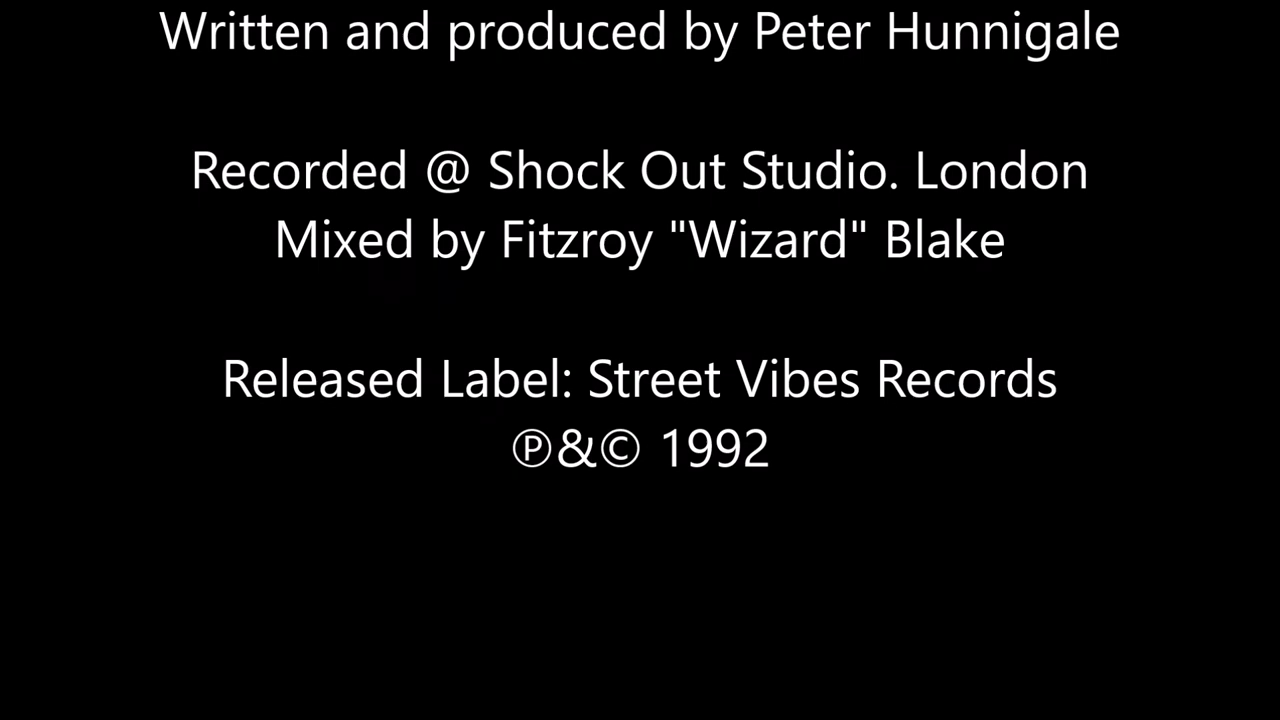 Written and produced by Peter Hunnigale
Recorded @ Shock Out Studio. London
Mixed by Fitzroy "Wizard" Blake
Released Label: Street Vibes Records
℗&© 1992